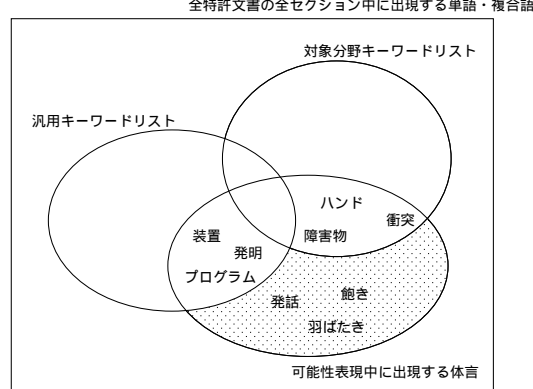 全特許文書の全セクション中に出現する単語・複合語
対象分野キーワードリスト
汎用キーワードリスト
ハンド
衝突
装置
障害物
発明
プログラム
飽き
発話
羽ばたき
可能性表現中に出現する体言